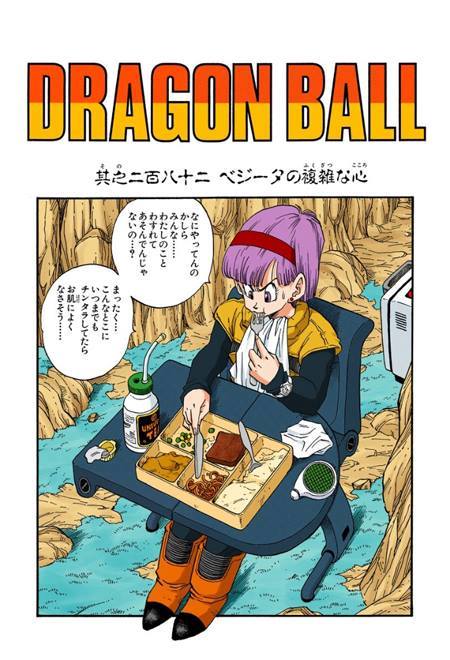 DRAGON BALL
其之二百八十二 ベジータの複雑な心
なにやってんの
かしら
みんな……
わたしのこと
わすれて
あそんでんじゃ
ないの…?
まったく…
こんなとこに
いつまでも
チンタラしてたら
お肌によく
なさそう……